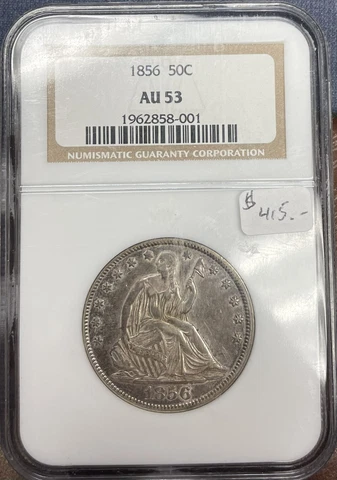 1856 50C
AU 53
1962858-001
NUMISMATIC GUARANTY CORPORATION
$
415.-
1856